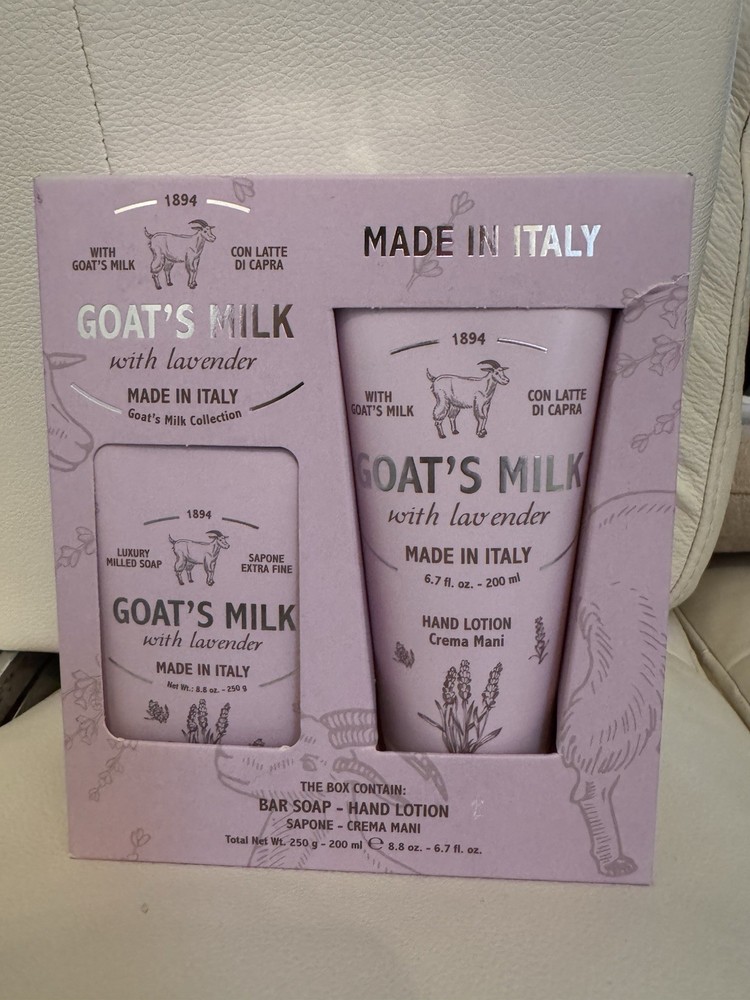 1894
WITH
GOAT'S MILK
CON LATTE
DI CAPRA
GOAT'S MILK
with lavender
MADE IN ITALY
Goat's Milk Collection
MADE IN ITALY
1894
LUXURY
MILLED SOAP
SAPONE
EXTRA FINE
GOAT'S MILK
with lavender
MADE IN ITALY
Net Wt.: 8.8 oz. - 250 g
1894
WITH
GOAT'S MILK
CON LATTE
DI CAPRA
GOAT'S MILK
with lavender
MADE IN ITALY
6.7 fl. oz. - 200 ml
HAND LOTION
Crema Mani
THE BOX CONTAIN:
BAR SOAP - HAND LOTION
SAPONE - CREMA MANI
Total Net Wt. 250 g - 200 ml ℮ 8.8 oz. - 6.7 fl. oz.